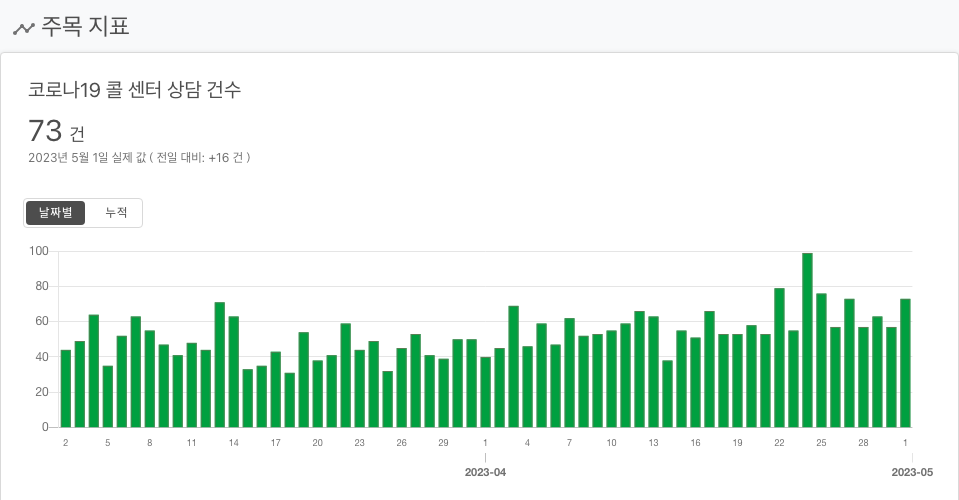 주목 지표
코로나19 콜 센터 상담 건수
73 건
2023년 5월 1일 실제 값 ( 전일 대비: +16 건 )
날짜별 누적
100
80
60
40
20
0
2 5 8 11 14 17 20 23 26 29 1 4 7 10 13 16 19 22 25 28 1
2023-04 2023-05